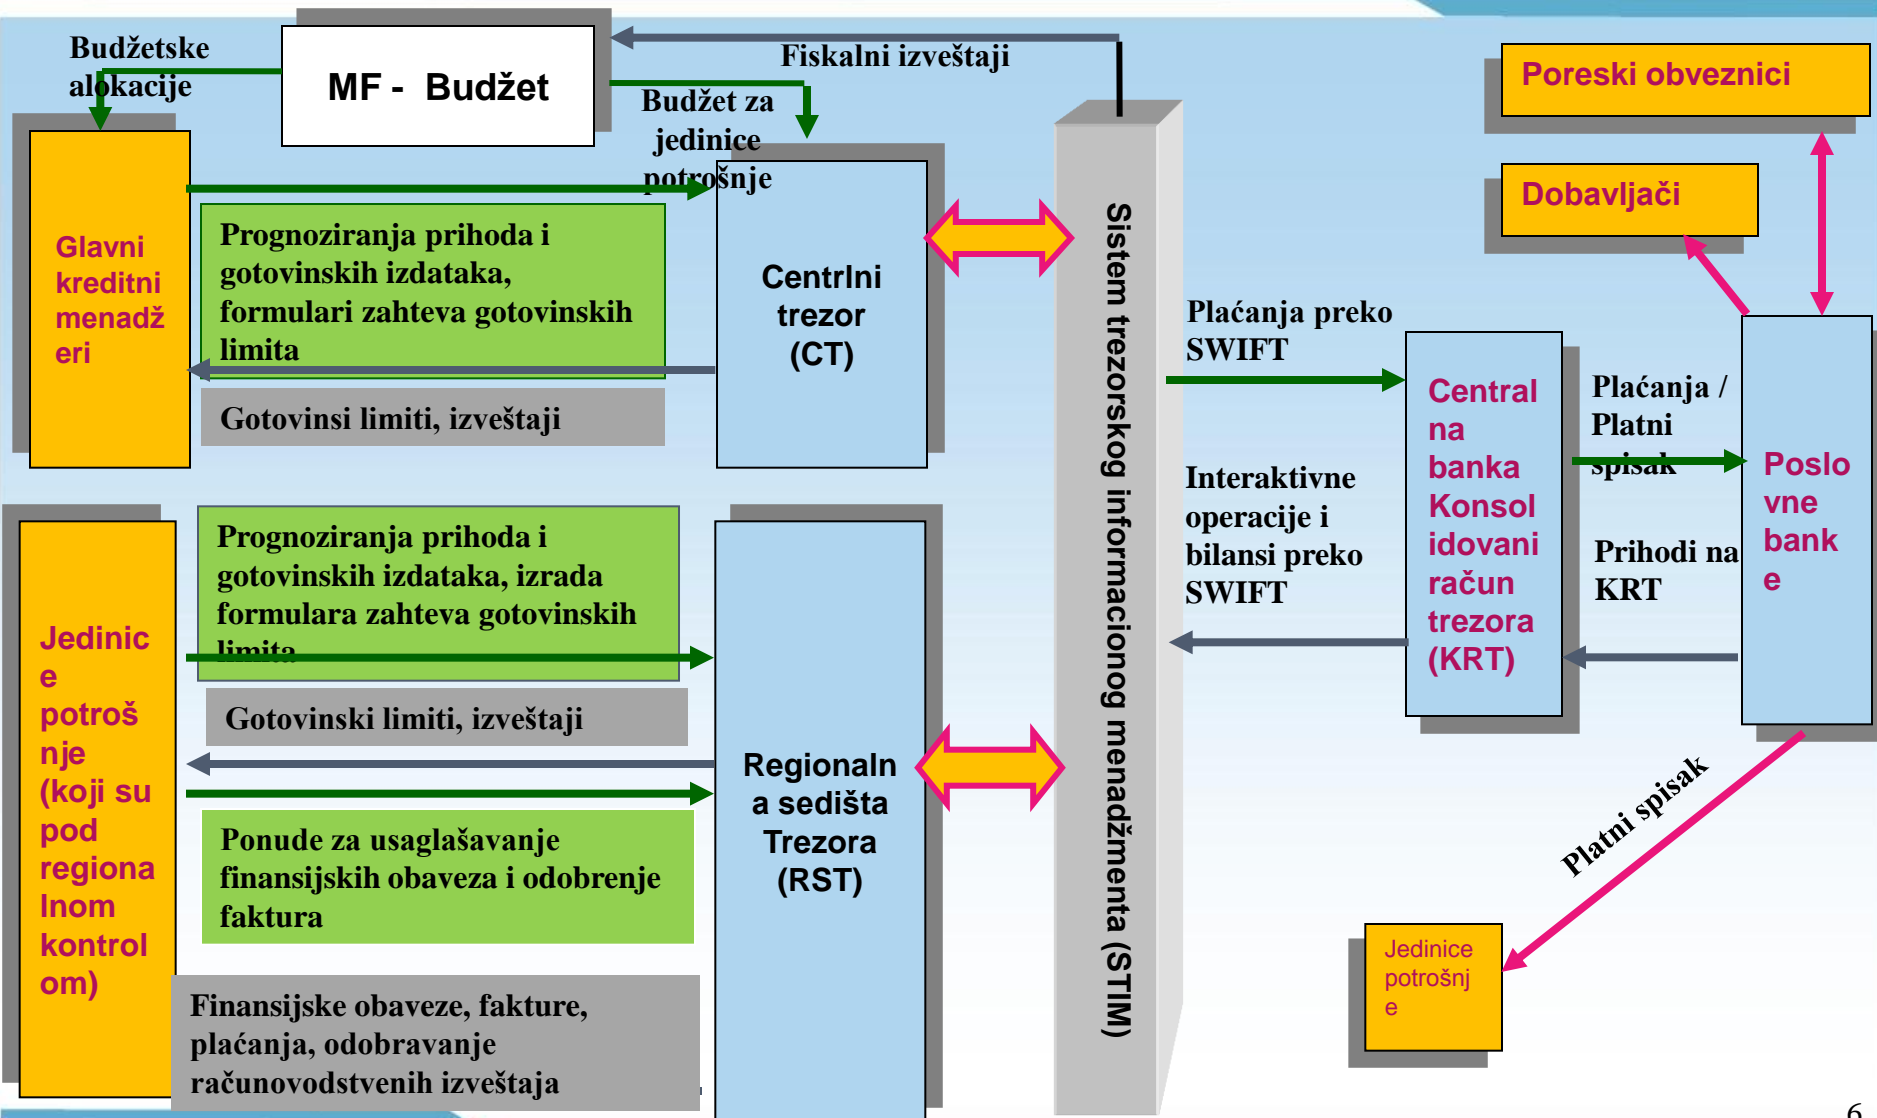 Budžetske
alokacije
MF - Budžet
Fiskalni izveštaji
Budžet za
jedinice
potrošnje
Poreski obveznici
Dobavljači
Glavni
kreditni
menadž
eri
Prognoziranja prihoda i
gotovinskih izdataka,
formulari zahteva gotovinskih
limita
Gotovinsi limiti, izveštaji
Centrlni
trezor
(CT)
Sistem trezorskog informacionog menadžmenta (STIM)
Plaćanja preko
SWIFT
Interaktivne
operacije i
bilansi preko
SWIFT
Central
na
banka
Konsol
idovani
račun
trezora
(KRT)
Plaćanja /
Platni
spisak
Prihodi na
KRT
Poslo
vne
bank
e
Jedinic
e
potroš
nje
(koji su
pod
regiona
lnom
kontrol
om)
Prognoziranja prihoda i
gotovinskih izdataka, izrada
formulara zahteva gotovinskih
limita
Gotovinski limiti, izveštaji
Ponude za usaglašavanje
finansijskih obaveza i odobrenje
faktura
Finansijske obaveze, fakture,
plaćanja, odobravanje
računovodstvenih izveštaja
Regionaln
a sedišta
Trezora
(RST)
Platni spisak
Jedinice
potrošnj
e
6